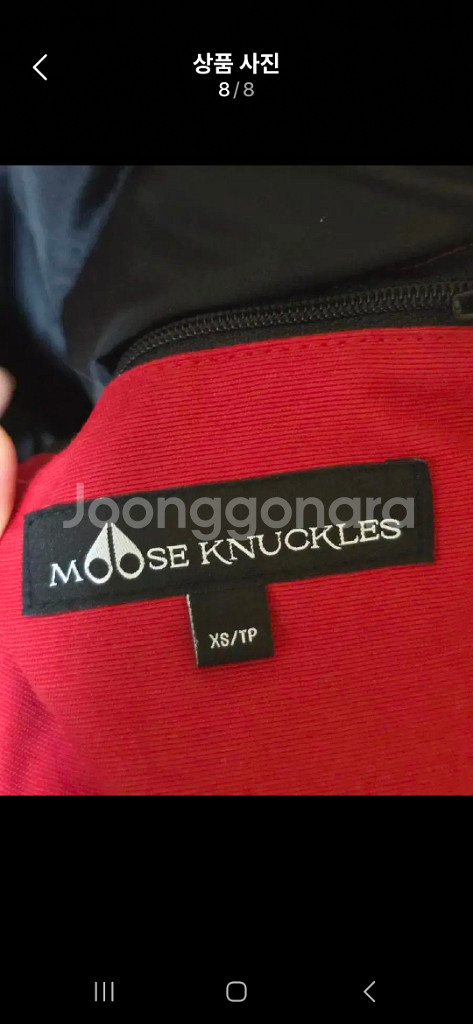 상품 사진
8/8
Joonggonara
MOOSE KNUCKLES
XS/TP